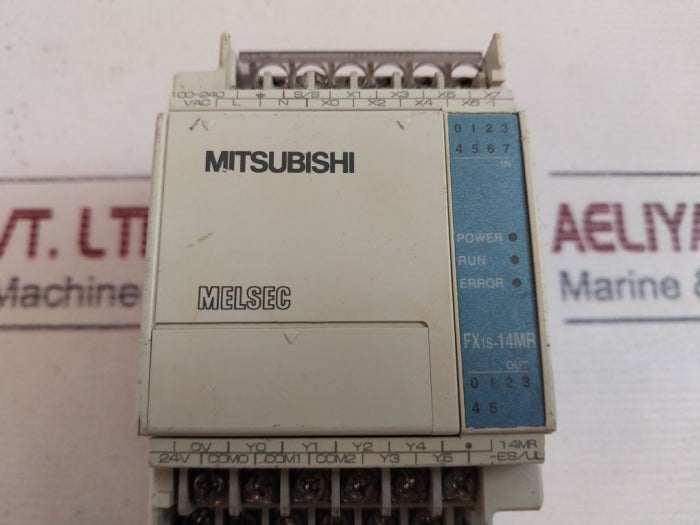 100-240 ⏚ S/S X1 X3 X5 X7
VAC L N X0 X2 X4 X6
MITSUBISHI
MELSEC
0 1 2 3
4 5 6 7
IN
POWER
RUN
ERROR
FX1S-14MR
OUT
0 1 2 3
4 5
0V Y0 Y1 Y2 Y4 • 14MR
24V COM0 COM1 COM2 Y3 Y5 -ES/UL
VT. LT
Machine
AELIYA
Marine &